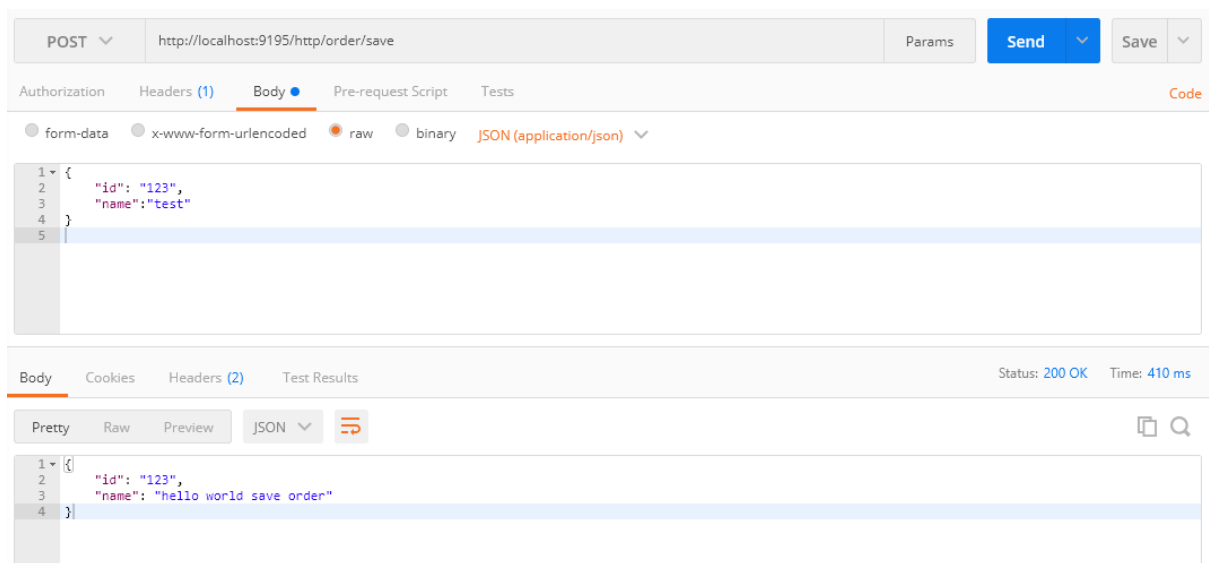 POST http://localhost:9195/http/order/save Params Send Save
Authorization Headers (1) Body Pre-request Script Tests Code
form-data x-www-form-urlencoded raw binary JSON (application/json)
1 {
2 "id": "123",
3 "name":"test"
4 }
5
Body Cookies Headers (2) Test Results Status: 200 OK Time: 410 ms
Pretty Raw Preview JSON
1 {
2 "id": "123",
3 "name": "hello world save order"
4 }